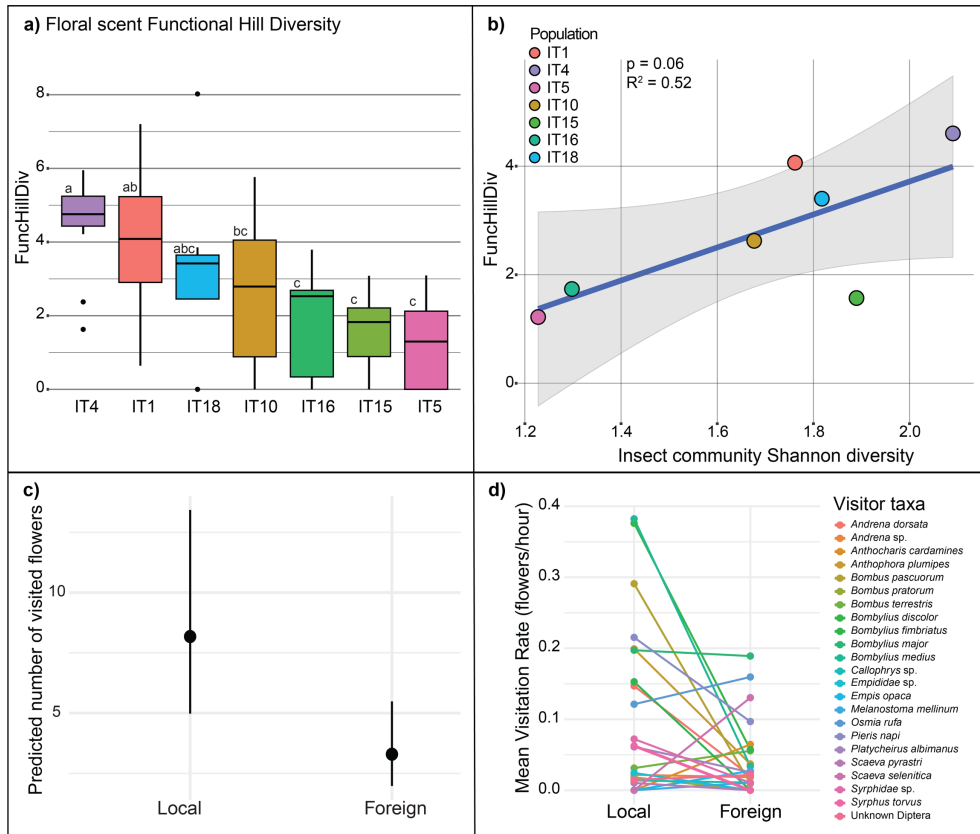 a) Floral scent Functional Hill Diversity
FuncHillDiv
8
6
4
2
0
a
ab
abc
bc
c
c
c
IT4 IT1 IT18 IT10 IT16 IT15 IT5
b)
Population
IT1
IT4
IT5
IT10
IT15
IT16
IT18
p = 0.06
R² = 0.52
FuncHillDiv
4
2
0
1.2 1.4 1.6 1.8 2.0
Insect community Shannon diversity
c)
Predicted number of visited flowers
10
5
Local Foreign
d)
Mean Visitation Rate (flowers/hour)
0.4
0.3
0.2
0.1
0.0
Local Foreign
Visitor taxa
Andrena dorsata
Andrena sp.
Anthocharis cardamines
Anthophora plumipes
Bombus pascuorum
Bombus pratorum
Bombus terrestris
Bombylius discolor
Bombylius fimbriatus
Bombylius major
Bombylius medius
Callophrys sp.
Empididae sp.
Empis opaca
Melanostoma mellinum
Osmia rufa
Pieris napi
Platycheirus albimanus
Scaeva pyrastri
Scaeva selenitica
Syrphidae sp.
Syrphus torvus
Unknown Diptera